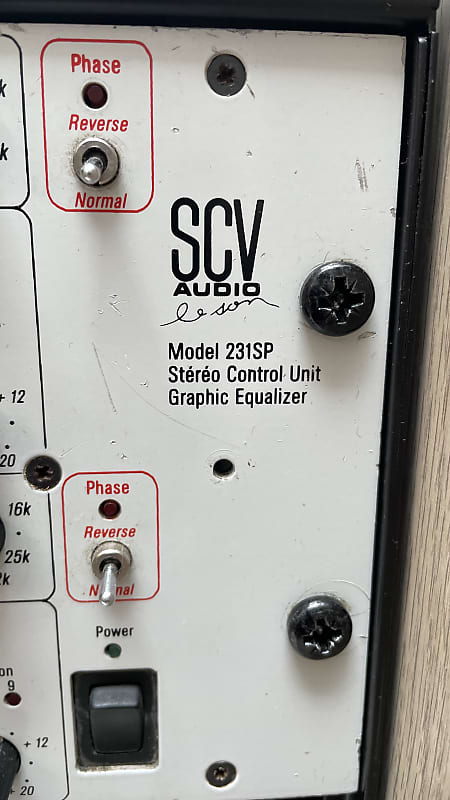 Phase
k
Reverse
k
Normal
SCV
AUDIO
le son
Model 231SP
Stéréo Control Unit
Graphic Equalizer
+ 12
20
Phase
16k
Reverse
25k
Power
9
+ 12
+ 20